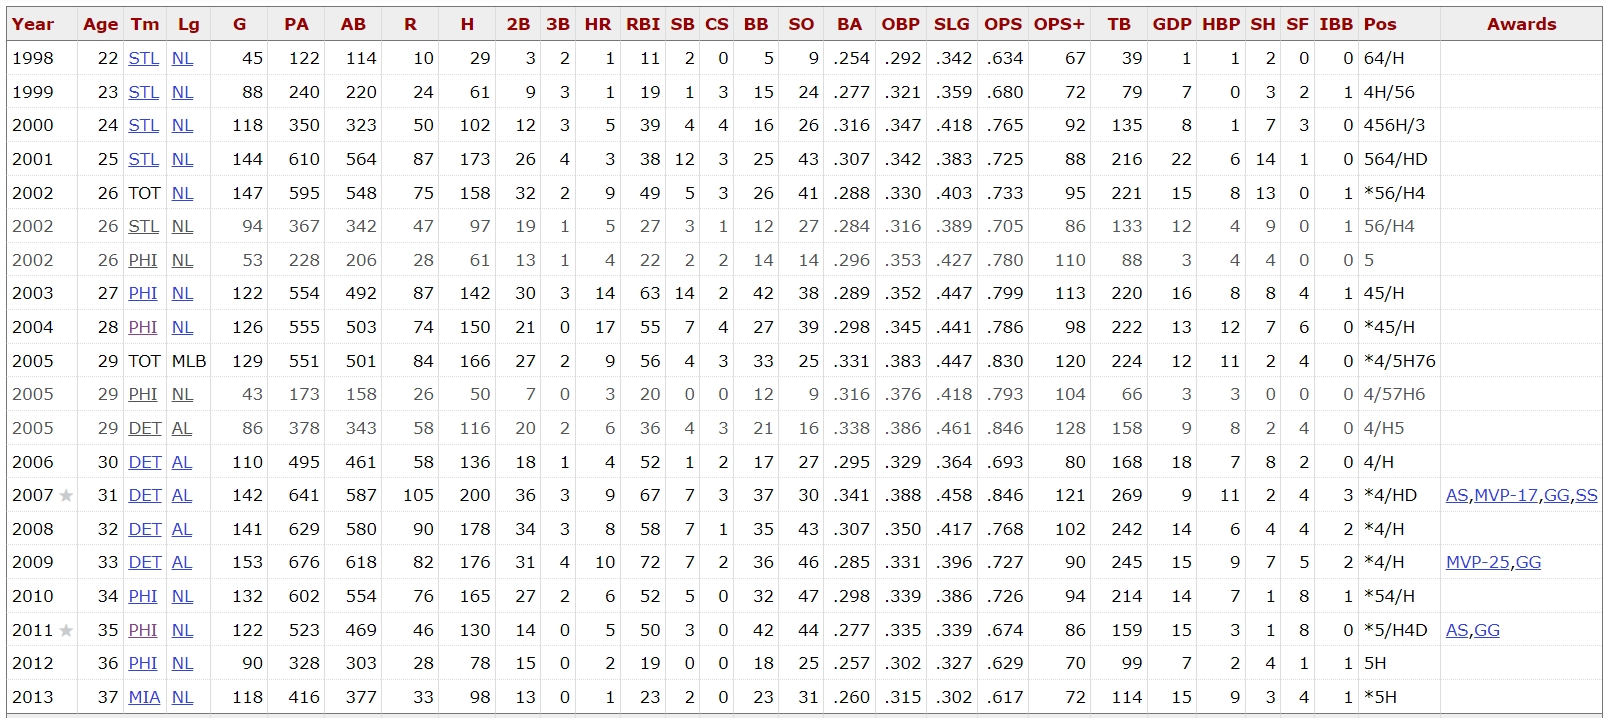 Year Age Tm Lg G PA AB R H 2B 3B HR RBI SB CS BB SO BA OBP SLG OPS OPS+ TB GDP HBP SH SF IBB Pos Awards
1998 22 STL NL 45 122 114 10 29 3 2 1 11 2 0 5 9 .254 .292 .342 .634 67 39 1 1 2 0 0 64/H
1999 23 STL NL 88 240 220 24 61 9 3 1 19 1 3 15 24 .277 .321 .359 .680 72 79 7 0 3 2 1 4H/56
2000 24 STL NL 118 350 323 50 102 12 3 5 39 4 4 16 26 .316 .347 .418 .765 92 135 8 1 7 3 0 456H/3
2001 25 STL NL 144 610 564 87 173 26 4 3 38 12 3 25 43 .307 .342 .383 .725 88 216 22 6 14 1 0 564/HD
2002 26 TOT NL 147 595 548 75 158 32 2 9 49 5 3 26 41 .288 .330 .403 .733 95 221 15 8 13 0 1 *56/H4
2002 26 STL NL 94 367 342 47 97 19 1 5 27 3 1 12 27 .284 .316 .389 .705 86 133 12 4 9 0 1 56/H4
2002 26 PHI NL 53 228 206 28 61 13 1 4 22 2 2 14 14 .296 .353 .427 .780 110 88 3 4 4 0 0 5
2003 27 PHI NL 122 554 492 87 142 30 3 14 63 14 2 42 38 .289 .352 .447 .799 113 220 16 8 8 4 1 45/H
2004 28 PHI NL 126 555 503 74 150 21 0 17 55 7 4 27 39 .298 .345 .441 .786 98 222 13 12 7 6 0 *45/H
2005 29 TOT MLB 129 551 501 84 166 27 2 9 56 4 3 33 25 .331 .383 .447 .830 120 224 12 11 2 4 0 *4/5H76
2005 29 PHI NL 43 173 158 26 50 7 0 3 20 0 0 12 9 .316 .376 .418 .793 104 66 3 3 0 0 0 4/57H6
2005 29 DET AL 86 378 343 58 116 20 2 6 36 4 3 21 16 .338 .386 .461 .846 128 158 9 8 2 4 0 4/H5
2006 30 DET AL 110 495 461 58 136 18 1 4 52 1 2 17 27 .295 .329 .364 .693 80 168 18 7 8 2 0 4/H
2007 ★ 31 DET AL 142 641 587 105 200 36 3 9 67 7 3 37 30 .341 .388 .458 .846 121 269 9 11 2 4 3 *4/HD AS,MVP-17,GG,SS
2008 32 DET AL 141 629 580 90 178 34 3 8 58 7 1 35 43 .307 .350 .417 .768 102 242 14 6 4 4 2 *4/H
2009 33 DET AL 153 676 618 82 176 31 4 10 72 7 2 36 46 .285 .331 .396 .727 90 245 15 9 7 5 2 *4/H MVP-25,GG
2010 34 PHI NL 132 602 554 76 165 27 2 6 52 5 0 32 47 .298 .339 .386 .726 94 214 14 7 1 8 1 *54/H
2011 ★ 35 PHI NL 122 523 469 46 130 14 0 5 50 3 0 42 44 .277 .335 .339 .674 86 159 15 3 1 8 0 *5/H4D AS,GG
2012 36 PHI NL 90 328 303 28 78 15 0 2 19 0 0 18 25 .257 .302 .327 .629 70 99 7 2 4 1 1 5H
2013 37 MIA NL 118 416 377 33 98 13 0 1 23 2 0 23 31 .260 .315 .302 .617 72 114 15 9 3 4 1 *5H